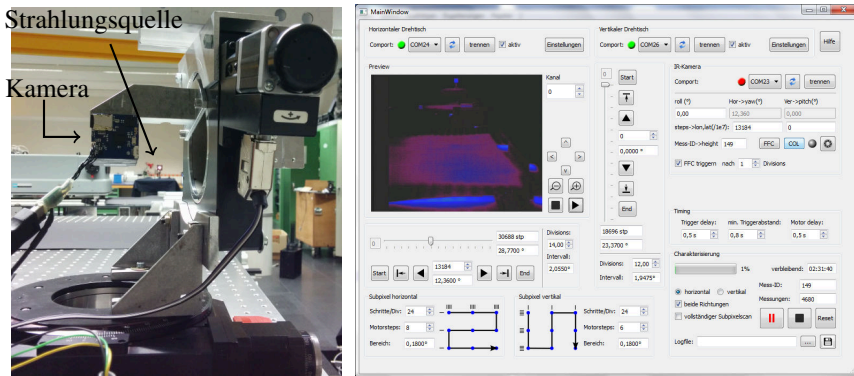 Strahlungsquelle
Kamera
MainWindow
Horizontaler Drehtisch
Comport: COM24 trennen aktiv Einstellungen
Vertikaler Drehtisch
Comport: COM26 trennen aktiv Einstellungen
Hilfe
Preview
Kanal
0
0 Start
0
0,0000°
End
18696 stp
23,3700°
Divisions: 12,00
Intervall: 1,9475°
IR-Kamera
Comport: COM23 trennen
roll (°) Hor->yaw(°) Ver->pitch(°)
0,00 12,360 0,000
steps->lon,lat(/1e7): 13184 0
Mess-ID->height 149 FFC COL
FFC triggern nach 1 Divisions
0 30688 stp
28,7700°
Start 13184 End
12,3600°
Divisions:
14,00
Intervall:
2,0550°
Timing
Trigger delay: min. Triggerabstand: Motor delay:
0,5 s 0,8 s 0,5 s
Charakterisierung
1% verbleibend: 02:31:40
horizontal vertikal
Mess-ID: 149
beide Richtungen
Messungen: 4680
vollständiger Subpixelscan
Reset
Logfile: ...
Subpixel horizontal
Schritte/Div: 24
Motorsteps: 8
Bereich: 0,1800°
Subpixel vertikal
Schritte/Div: 24
Motorsteps: 6
Bereich: 0,1800°